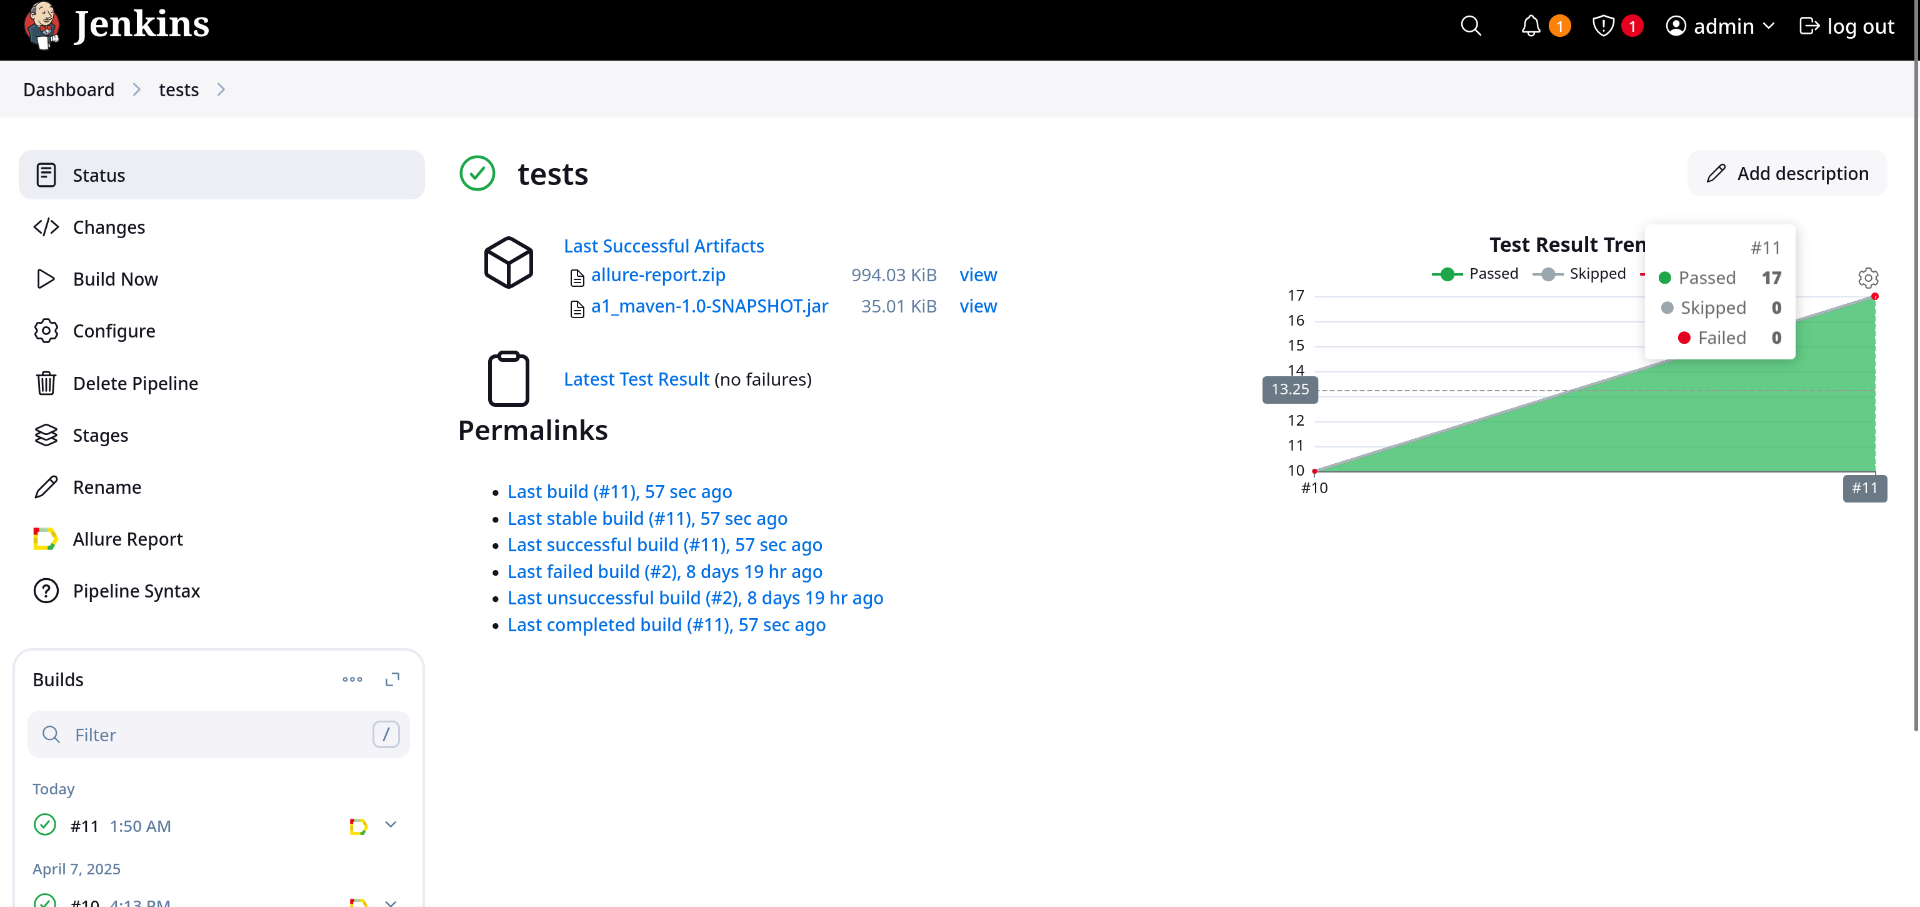 Jenkins
1
1
admin
log out
Dashboard
tests
Status
Changes
Build Now
Configure
Delete Pipeline
Stages
Rename
Allure Report
Pipeline Syntax
Builds
Filter
/
Today
#11 1:50 AM
April 7, 2025
#10 4:13 PM
tests
Add description
Last Successful Artifacts
allure-report.zip 994.03 KiB view
a1_maven-1.0-SNAPSHOT.jar 35.01 KiB view
Latest Test Result (no failures)
Permalinks
Last build (#11), 57 sec ago
Last stable build (#11), 57 sec ago
Last successful build (#11), 57 sec ago
Last failed build (#2), 8 days 19 hr ago
Last unsuccessful build (#2), 8 days 19 hr ago
Last completed build (#11), 57 sec ago
Test Result Tren
Passed Skipped
#11
Passed 17
Skipped 0
Failed 0
17
16
15
14
13.25
12
11
10
#10
#11